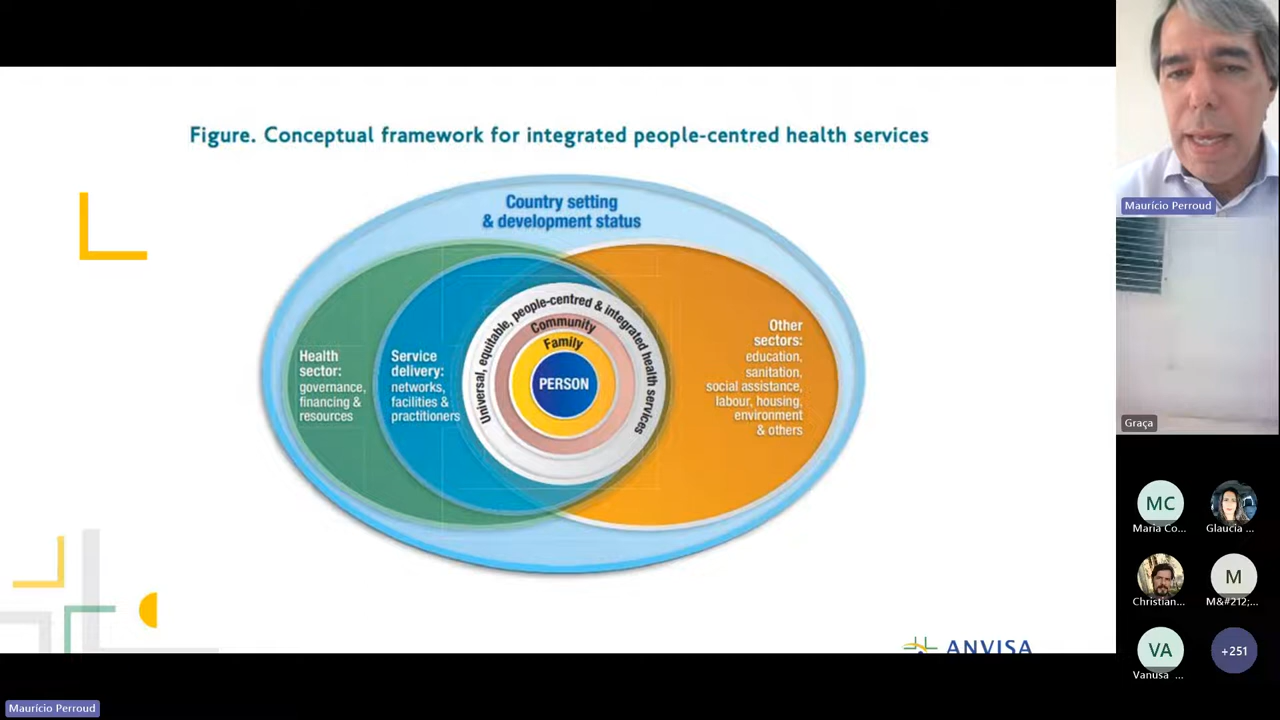 Figure. Conceptual framework for integrated people-centred health services
Country setting
& development status
Health
sector:
governance,
financing &
resources
Service
delivery:
networks,
facilities &
practitioners
Universal, equitable, people-centred & integrated health services
Community
Family
PERSON
Other
sectors:
education,
sanitation,
social assistance,
labour, housing,
environment
& others
ANVISA
Maurício Perroud
Graça
MC
Maria Co...
Glaucia ...
Christian...
M
M&#212;...
VA
Vanusa ...
+251
Maurício Perroud